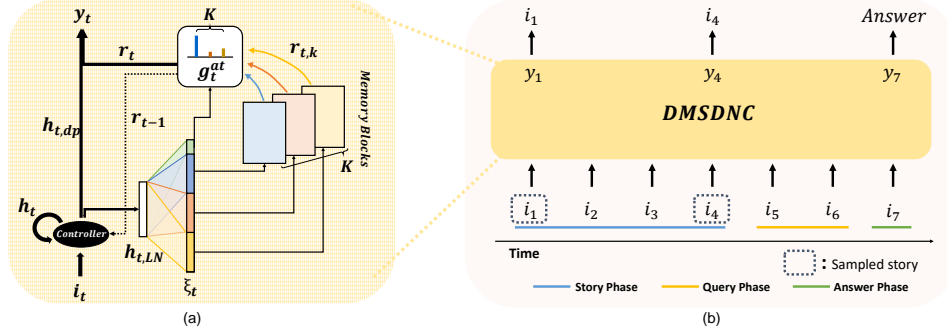 y_t
K
r_t
g_t^{at}
r_{t,k}
Memory Blocks
K
r_{t-1}
h_{t,dp}
h_t
Controller
h_{t,LN}
i_t
ξ_t
(a)
i_1 i_4 Answer
y_1 y_4 y_7
DMSDNC
i_1 i_2 i_3 i_4 i_5 i_6 i_7
Time
: Sampled story
Story Phase Query Phase Answer Phase
(b)